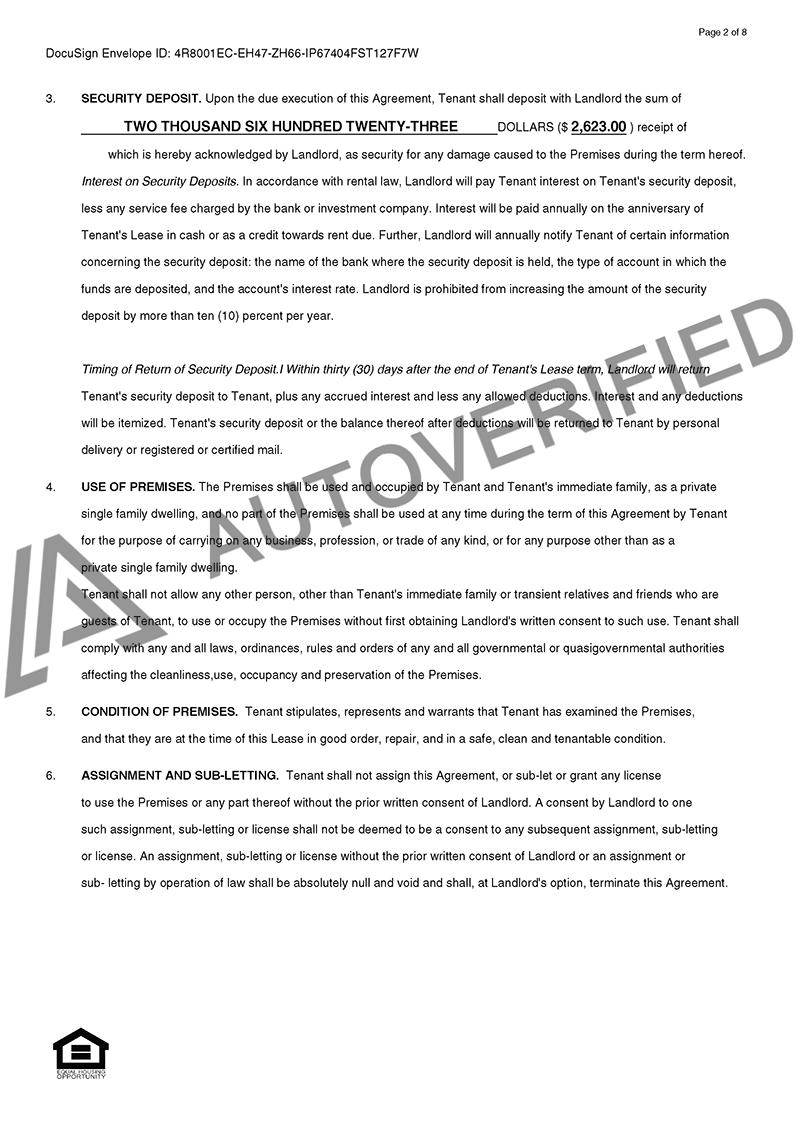 Page 2 of 8
DocuSign Envelope ID: 4R8001EC-EH47-ZH66-IP67404FST127F7W
3. SECURITY DEPOSIT. Upon the due execution of this Agreement, Tenant shall deposit with Landlord the sum of
TWO THOUSAND SIX HUNDRED TWENTY-THREE DOLLARS ($ 2,623.00 ) receipt of
which is hereby acknowledged by Landlord, as security for any damage caused to the Premises during the term hereof.
Interest on Security Deposits. In accordance with rental law, Landlord will pay Tenant interest on Tenant's security deposit,
less any service fee charged by the bank or investment company. Interest will be paid annually on the anniversary of
Tenant's Lease in cash or as a credit towards rent due. Further, Landlord will annually notify Tenant of certain information
concerning the security deposit: the name of the bank where the security deposit is held, the type of account in which the
funds are deposited, and the account's interest rate. Landlord is prohibited from increasing the amount of the security
deposit by more than ten (10) percent per year.
Timing of Return of Security Deposit.I Within thirty (30) days after the end of Tenant's Lease term, Landlord will return
Tenant's security deposit to Tenant, plus any accrued interest and less any allowed deductions. Interest and any deductions
will be itemized. Tenant's security deposit or the balance thereof after deductions will be returned to Tenant by personal
delivery or registered or certified mail.
4. USE OF PREMISES. The Premises shall be used and occupied by Tenant and Tenant's immediate family, as a private
single family dwelling, and no part of the Premises shall be used at any time during the term of this Agreement by Tenant
for the purpose of carrying on any business, profession, or trade of any kind, or for any purpose other than as a
private single family dwelling.
Tenant shall not allow any other person, other than Tenant's immediate family or transient relatives and friends who are
guests of Tenant, to use or occupy the Premises without first obtaining Landlord's written consent to such use. Tenant shall
comply with any and all laws, ordinances, rules and orders of any and all governmental or quasigovernmental authorities
affecting the cleanliness,use, occupancy and preservation of the Premises.
5. CONDITION OF PREMISES. Tenant stipulates, represents and warrants that Tenant has examined the Premises,
and that they are at the time of this Lease in good order, repair, and in a safe, clean and tenantable condition.
6. ASSIGNMENT AND SUB-LETTING. Tenant shall not assign this Agreement, or sub-let or grant any license
to use the Premises or any part thereof without the prior written consent of Landlord. A consent by Landlord to one
such assignment, sub-letting or license shall not be deemed to be a consent to any subsequent assignment, sub-letting
or license. An assignment, sub-letting or license without the prior written consent of Landlord or an assignment or
sub- letting by operation of law shall be absolutely null and void and shall, at Landlord's option, terminate this Agreement.
AUTOVERIFIED
EQUAL HOUSING
OPPORTUNITY